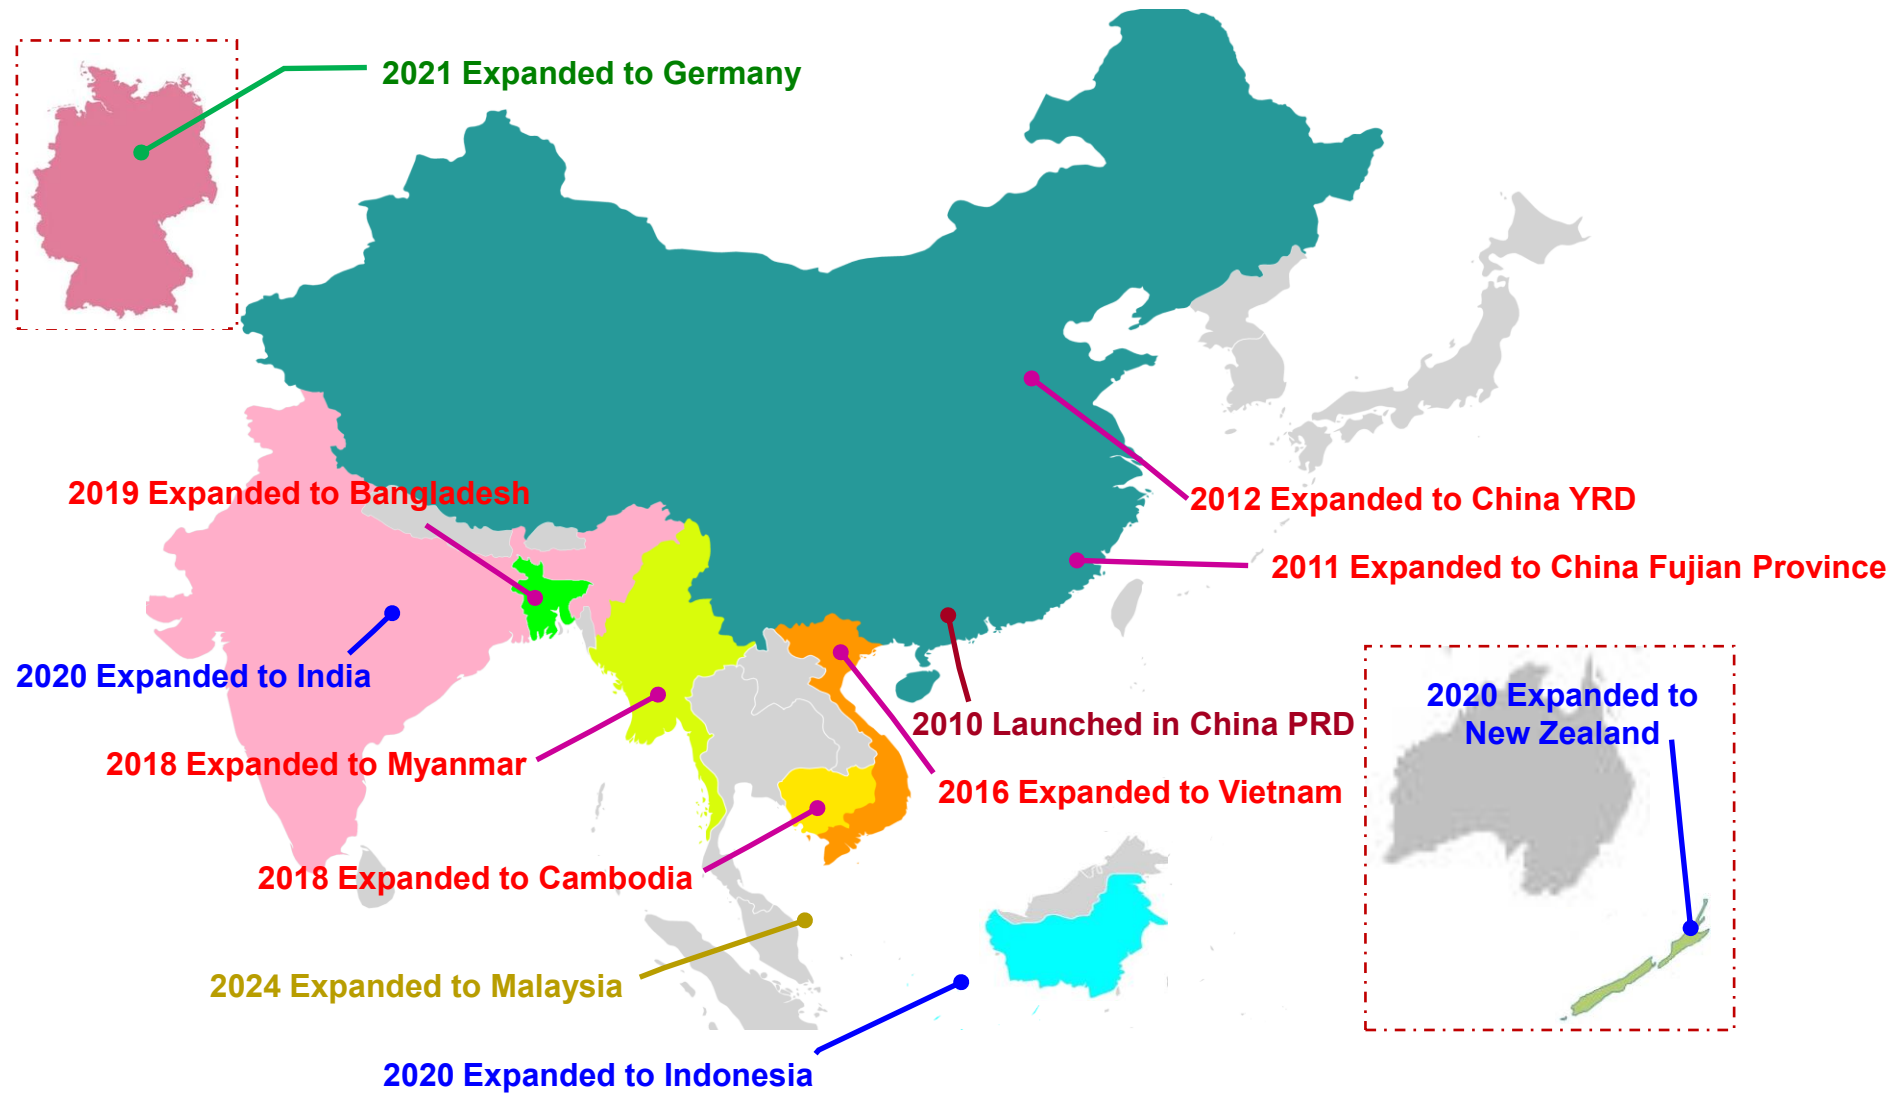 2021 Expanded to Germany
2019 Expanded to Bangladesh
2012 Expanded to China YRD
2011 Expanded to China Fujian Province
2020 Expanded to India
2020 Expanded to
New Zealand
2010 Launched in China PRD
2018 Expanded to Myanmar
2016 Expanded to Vietnam
2018 Expanded to Cambodia
2024 Expanded to Malaysia
2020 Expanded to Indonesia